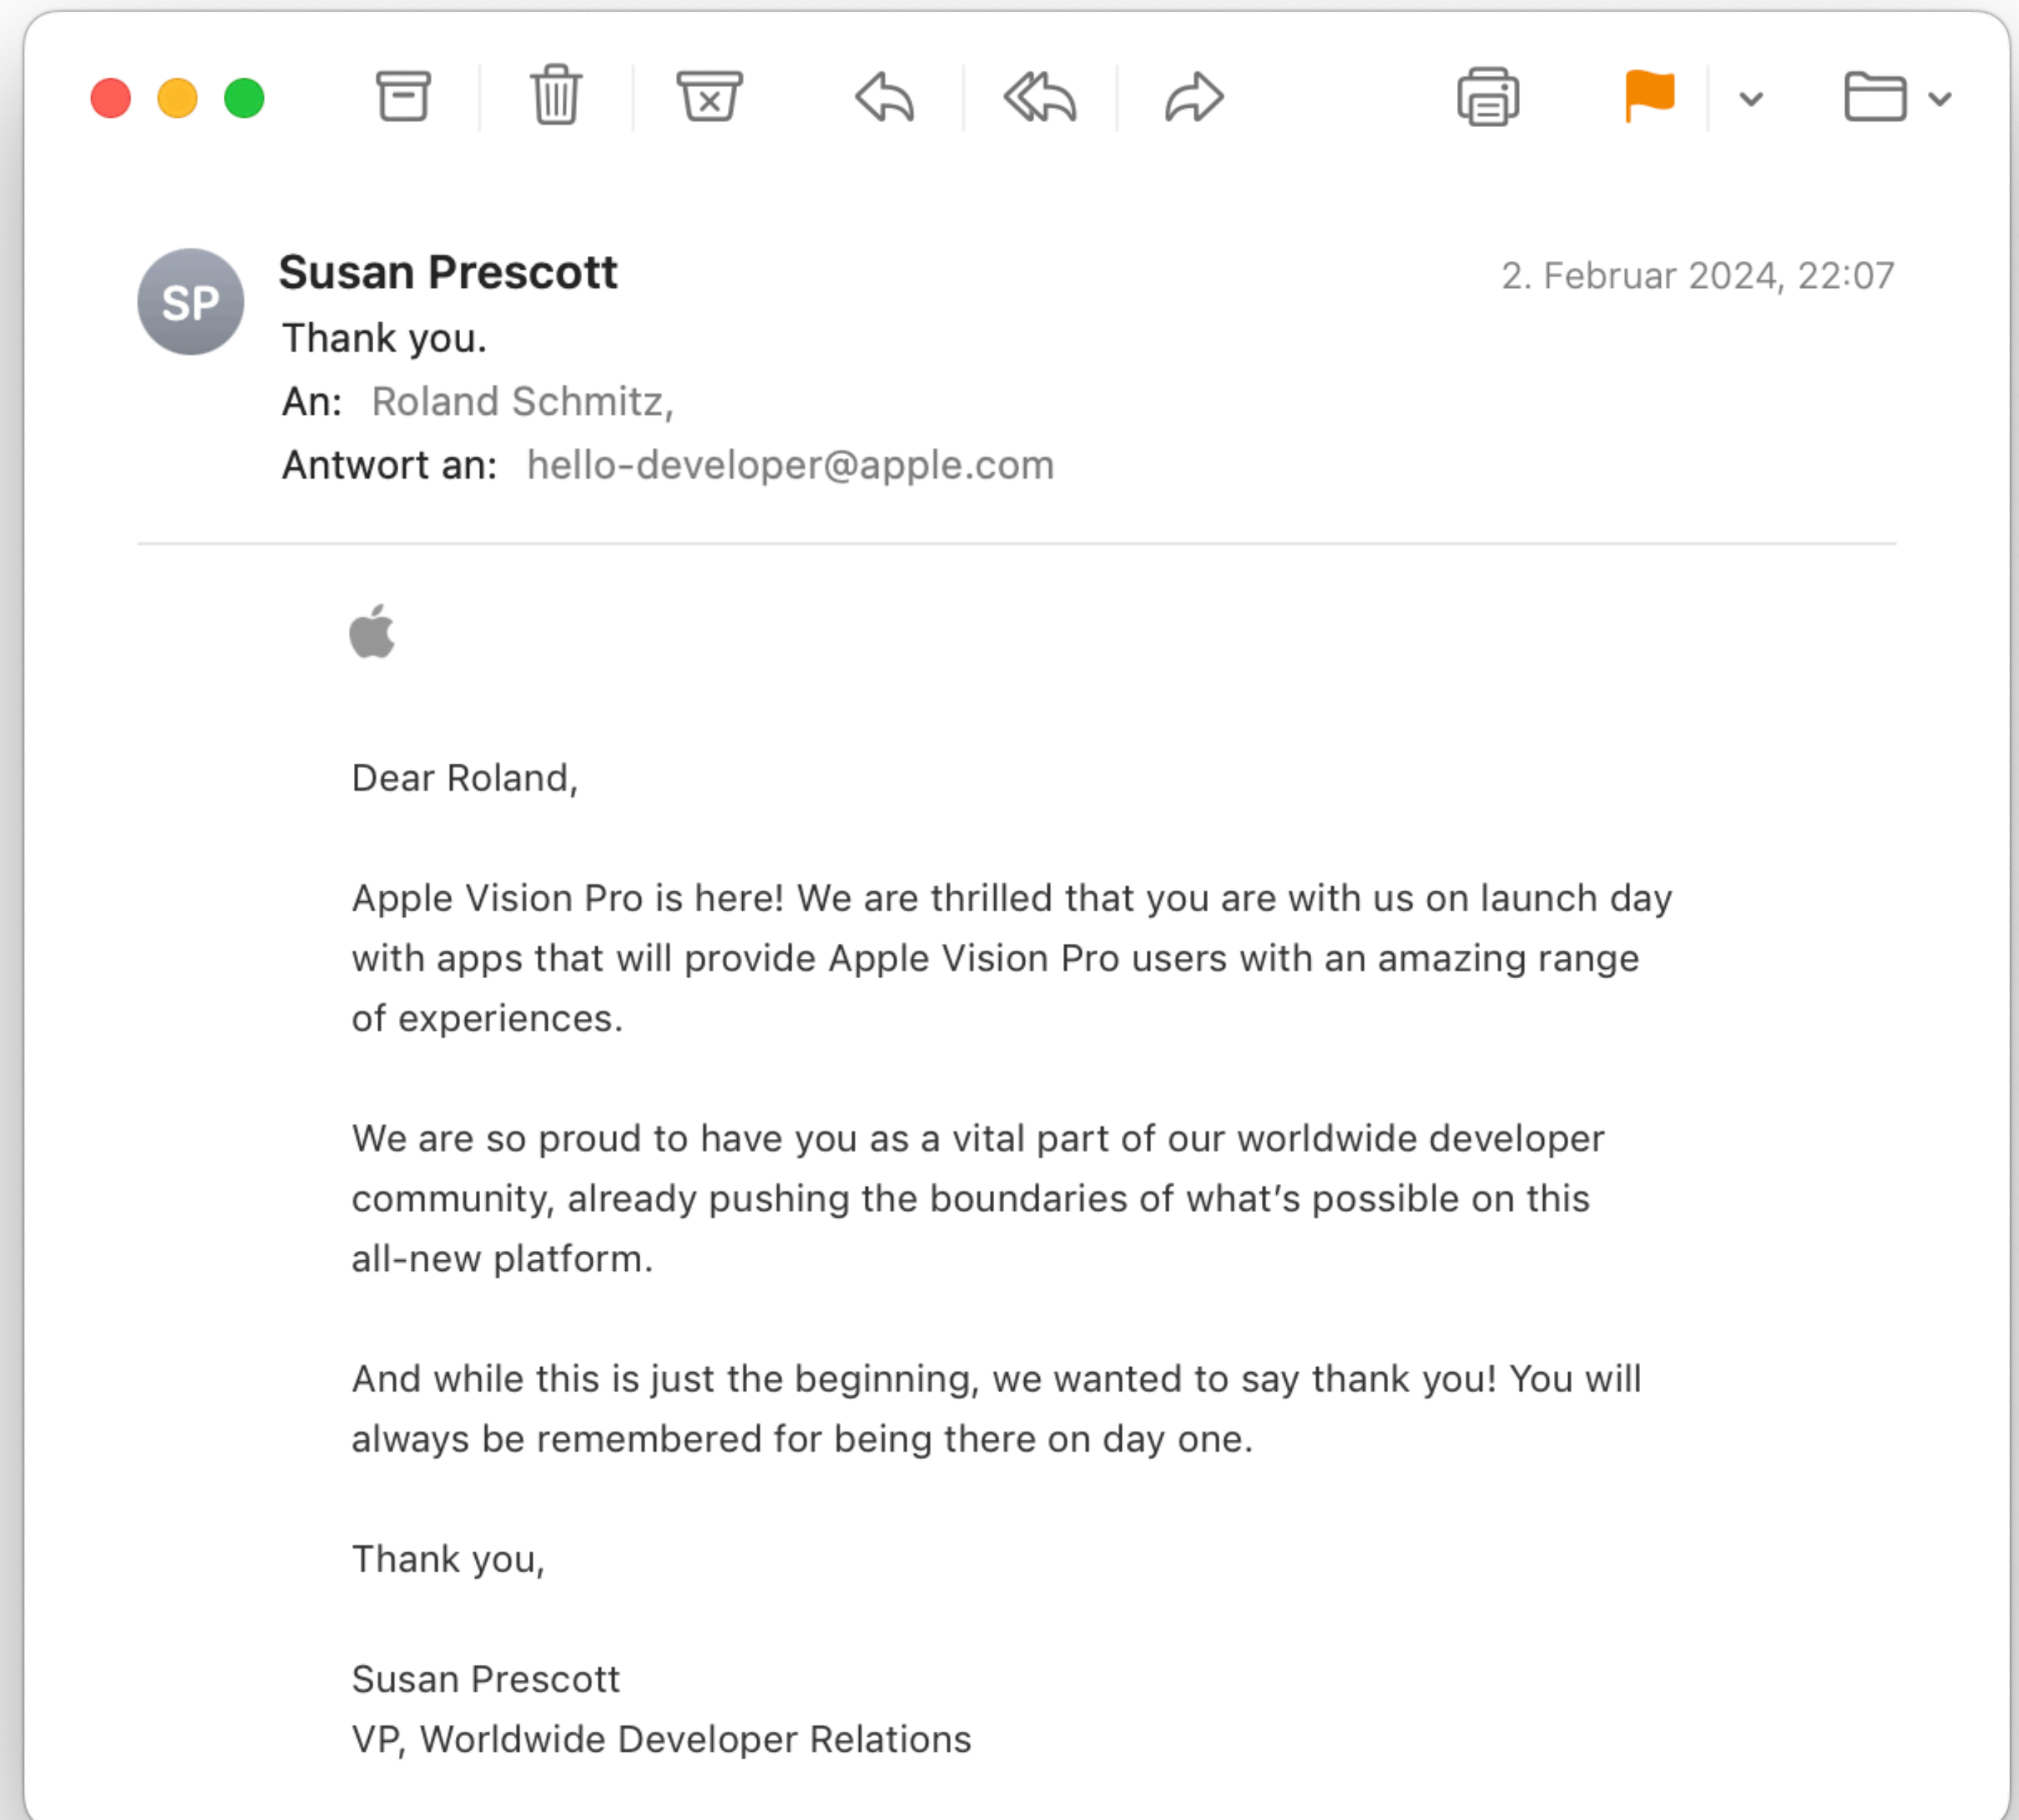 Susan Prescott
2. Februar 2024, 22:07
SP
Thank you.
An: Roland Schmitz,
Antwort an: hello-developer@apple.com
Dear Roland,
Apple Vision Pro is here! We are thrilled that you are with us on launch day
with apps that will provide Apple Vision Pro users with an amazing range
of experiences.
We are so proud to have you as a vital part of our worldwide developer
community, already pushing the boundaries of what’s possible on this
all-new platform.
And while this is just the beginning, we wanted to say thank you! You will
always be remembered for being there on day one.
Thank you,
Susan Prescott
VP, Worldwide Developer Relations